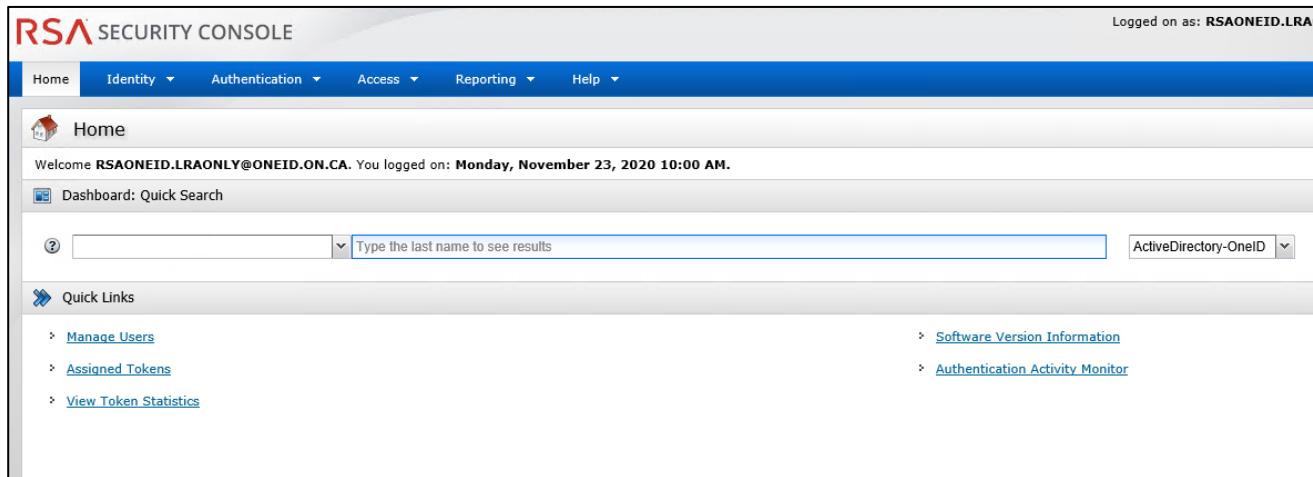 RSA SECURITY CONSOLE
Logged on as: RSAONEID.LRA
Home Identity Authentication Access Reporting Help
Home
Welcome RSAONEID.LRAONLY@ONEID.ON.CA. You logged on: Monday, November 23, 2020 10:00 AM.
Dashboard: Quick Search
? Type the last name to see results ActiveDirectory-OneID
Quick Links
Manage Users Software Version Information
Assigned Tokens Authentication Activity Monitor
View Token Statistics